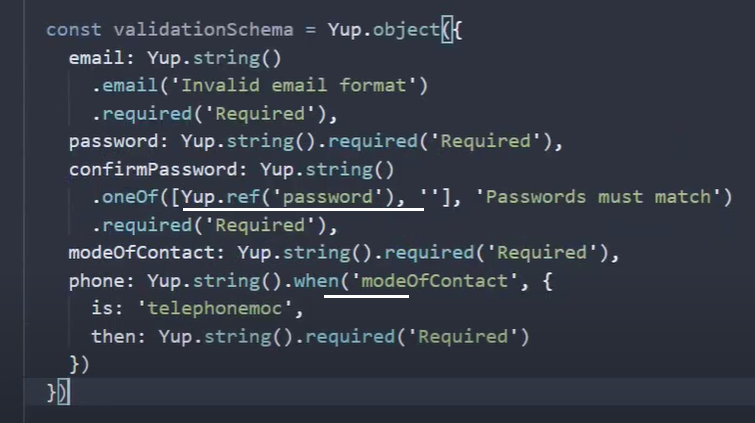 const validationSchema = Yup.object({
email: Yup.string()
.email('Invalid email format')
.required('Required'),
password: Yup.string().required('Required'),
confirmPassword: Yup.string()
.oneOf([Yup.ref('password'), ''], 'Passwords must match')
.required('Required'),
modeOfContact: Yup.string().required('Required'),
phone: Yup.string().when('modeOfContact', {
is: 'telephonemoc',
then: Yup.string().required('Required')
})
})